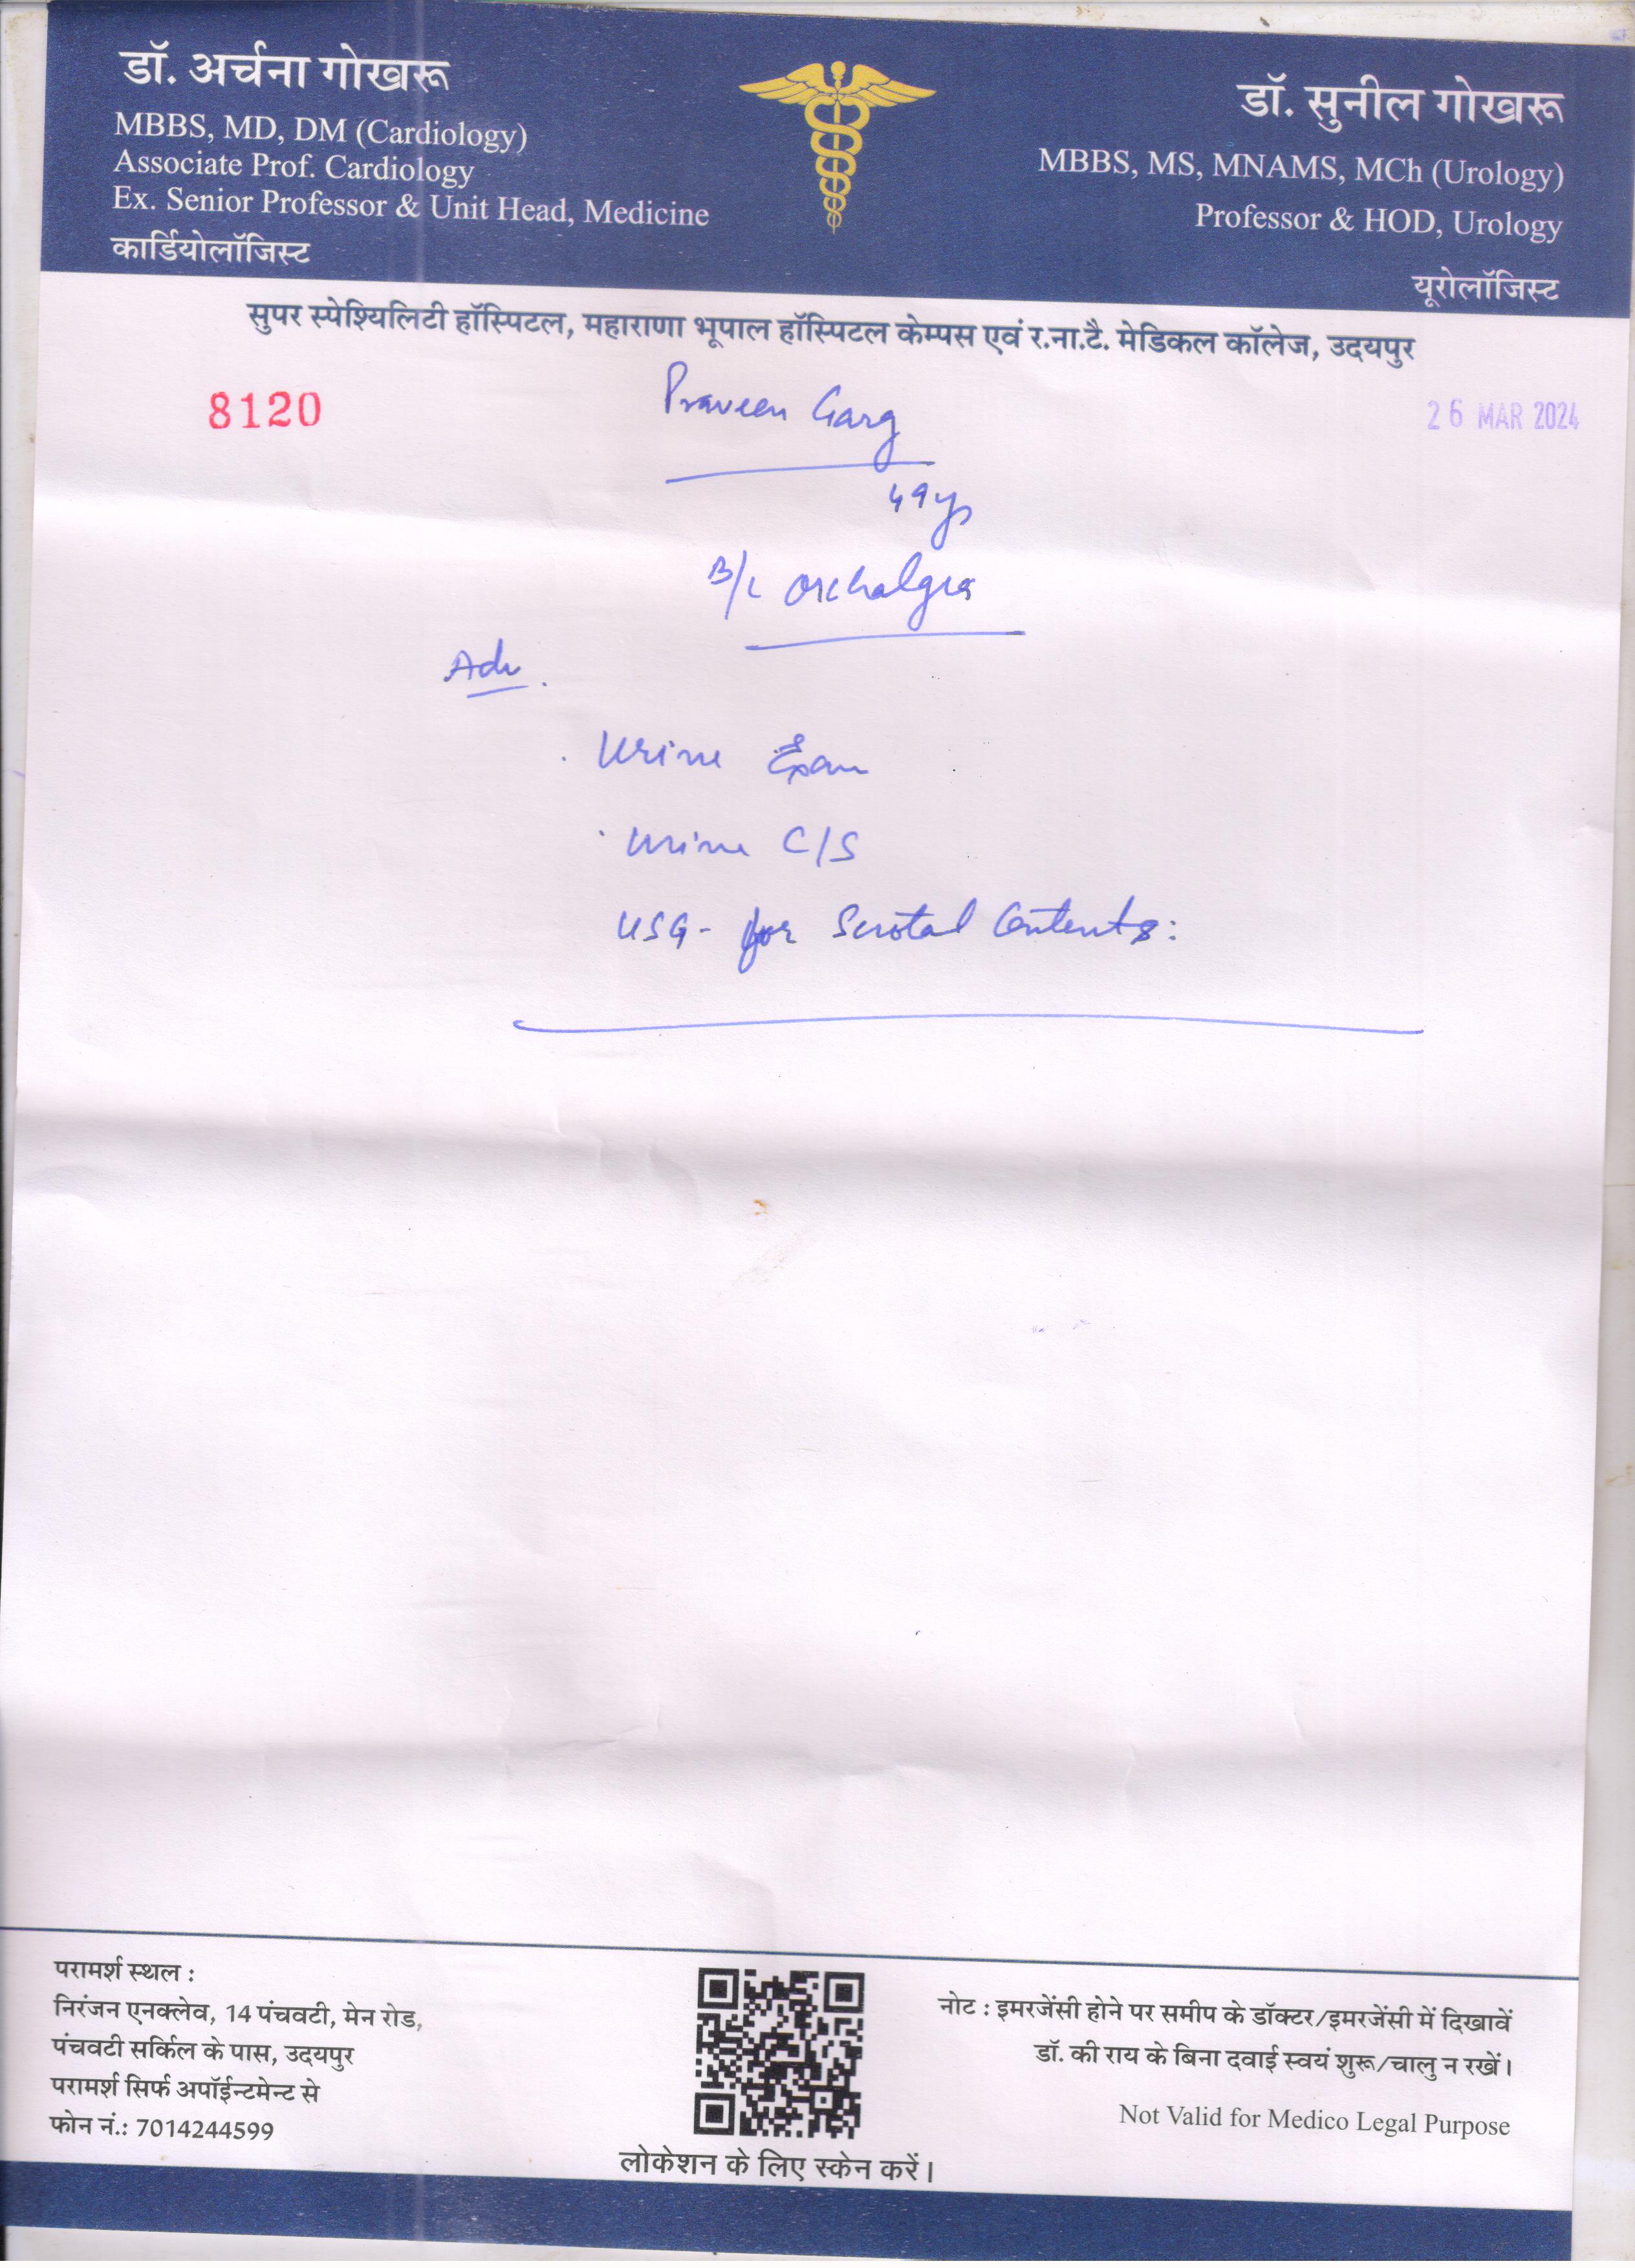 डॉ. अर्चना गोखरू
MBBS, MD, DM (Cardiology)
Associate Prof. Cardiology
Ex. Senior Professor & Unit Head, Medicine
कार्डियोलॉजिस्ट
डॉ. सुनील गोखरू
MBBS, MS, MNAMS, MCh (Urology)
Professor & HOD, Urology
यूरोलॉजिस्ट
सुपर स्पेश्यिलिटी हॉस्पिटल, महाराणा भूपाल हॉस्पिटल केम्पस एवं र.ना.टै. मेडिकल कॉलेज, उदयपुर
8120
Praveen Garg
26 MAR 2024
49 ys
B/L Orchalgia
Adv.
Urine Exam
Urine C/S
USG - for Scrotal Contents:
परामर्श स्थल :
निरंजन एनक्लेव, 14 पंचवटी, मेन रोड,
पंचवटी सर्किल के पास, उदयपुर
परामर्श सिर्फ अपॉईन्टमेन्ट से
फोन नं.: 7014244599
लोकेशन के लिए स्केन करें।
नोट : इमरजेंसी होने पर समीप के डॉक्टर/इमरजेंसी में दिखावें
डॉ. की राय के बिना दवाई स्वयं शुरू/चालु न रखें।
Not Valid for Medico Legal Purpose